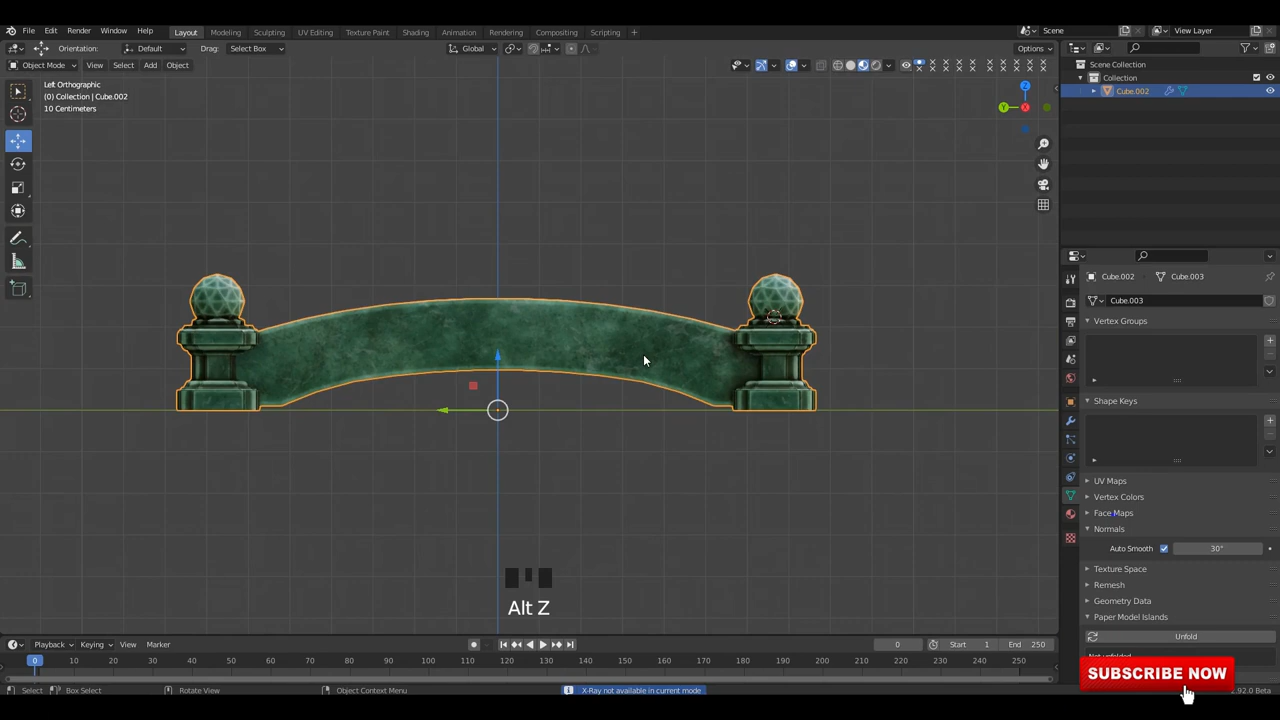 File Edit Render Window Help Layout Modeling Sculpting UV Editing Texture Paint Shading Animation Rendering Compositing Scripting + Scene View Layer
Orientation: Default Drag: Select Box Global Options
Object Mode View Select Add Object
Scene Collection
Collection
Cube.002
Left Orthographic
(0) Collection | Cube.002
10 Centimeters
Z
Y
X
Cube.002 Cube.003
Cube.003
Vertex Groups
Shape Keys
UV Maps
Vertex Colors
Face Maps
Normals
Auto Smooth 30°
Texture Space
Remesh
Geometry Data
Paper Model Islands
Unfold
Not unfolded
Alt Z
Playback Keying View Marker 0 Start 1 End 250
0 10 20 30 40 50 60 70 80 90 100 110 120 130 140 150 160 170 180 190 200 210 220 230 240 250
SUBSCRIBE NOW
Select Box Select Rotate View Object Context Menu X-Ray not available in current mode 2.92.0 Beta